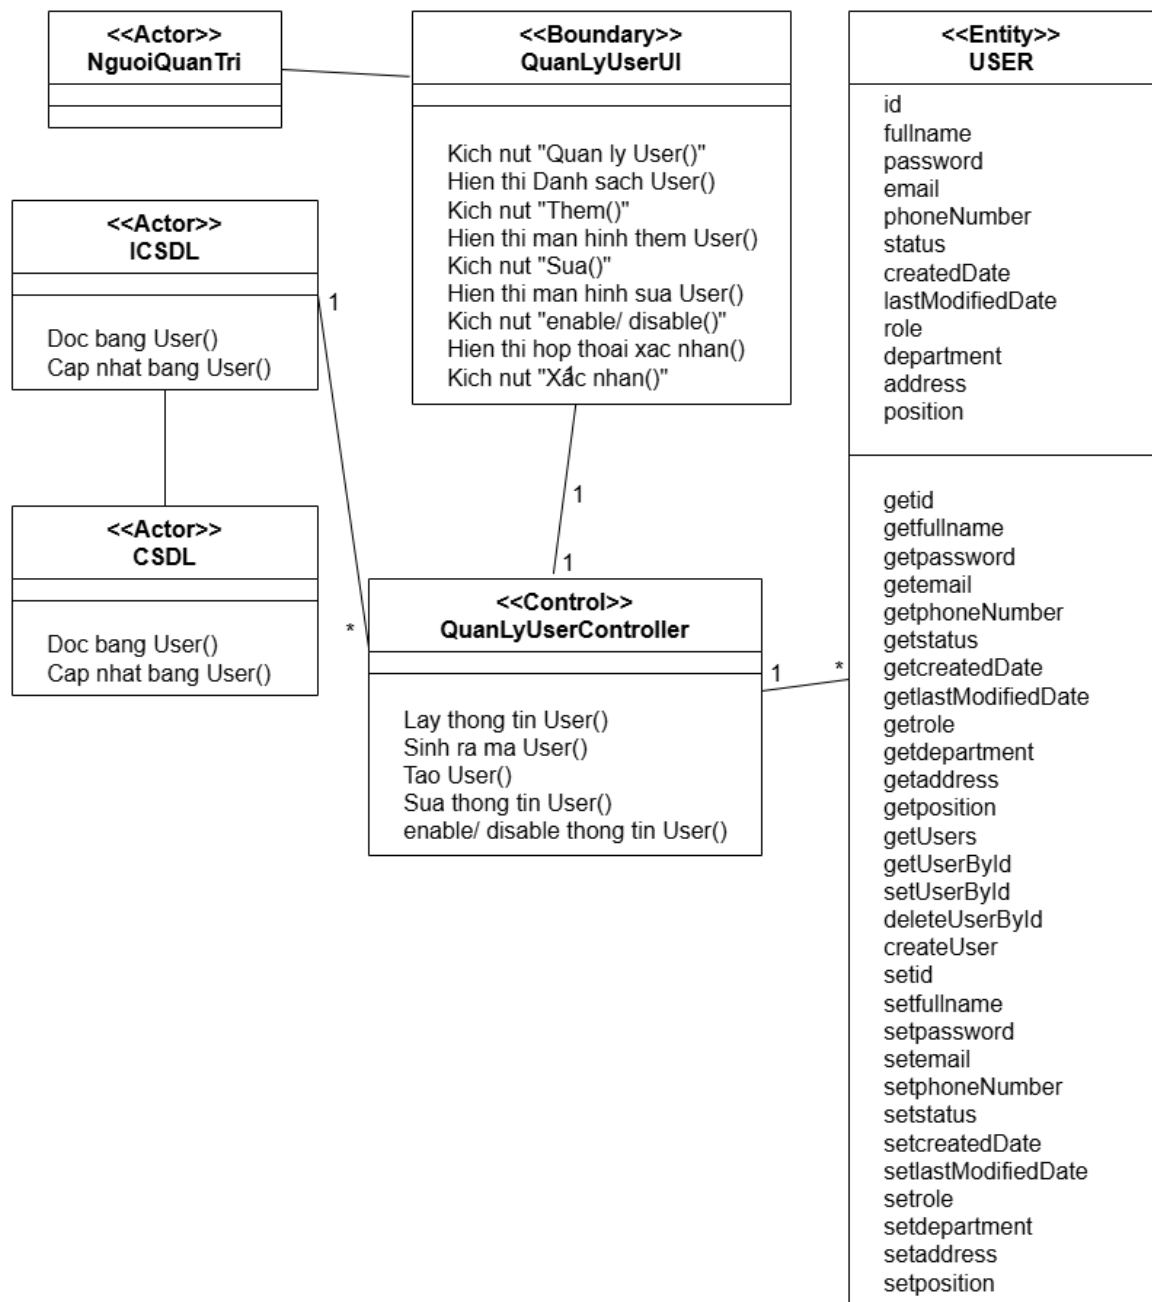 <<Actor>>
NguoiQuanTri
<<Boundary>>
QuanLyUserUI
Kich nut "Quan ly User()"
Hien thi Danh sach User()
Kich nut "Them()"
Hien thi man hinh them User()
Kich nut "Sua()"
Hien thi man hinh sua User()
Kich nut "enable/ disable()"
Hien thi hop thoai xac nhan()
Kich nut "Xac nhan()"
1
1
1
<<Actor>>
ICSDL
Doc bang User()
Cap nhat bang User()
1
*
<<Actor>>
CSDL
Doc bang User()
Cap nhat bang User()
<<Control>>
QuanLyUserController
Lay thong tin User()
Sinh ra ma User()
Tao User()
Sua thong tin User()
enable/ disable thong tin User()
1
*
<<Entity>>
USER
id
fullname
password
email
phoneNumber
status
createdDate
lastModifiedDate
role
department
address
position
getid
getfullname
getpassword
getemail
getphoneNumber
getstatus
getcreatedDate
getlastModifiedDate
getrole
getdepartment
getaddress
getposition
getUsers
getUserById
setUserById
deleteUserById
createUser
setid
setfullname
setpassword
setemail
setphoneNumber
setstatus
setcreatedDate
setlastModifiedDate
setrole
setdepartment
setaddress
setposition